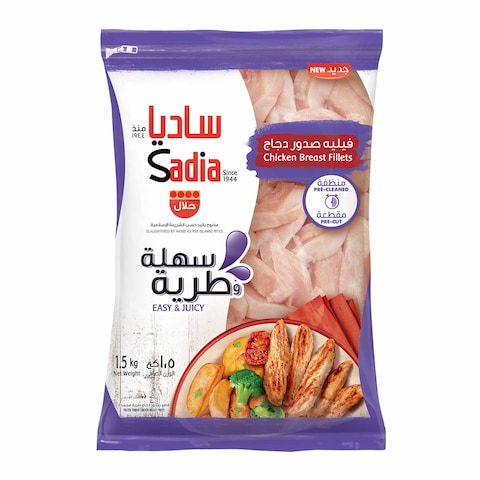 NEW جديد
ساديا
منذ ١٩٤٤
Sadia
Since 1944
حلال
مذبوح باليد حسب الشريعة الإسلامية
SLAUGHTERED BY HAND AS PER ISLAMIC RITES
فيليه صدور دجاج
Chicken Breast Fillets
منظفة
PRE-CLEANED
مقطعة
PRE-CUT
سهلة
وطرية
EASY & JUICY
1.5 kg ١،٥ كج
Net Weight الوزن الصافي